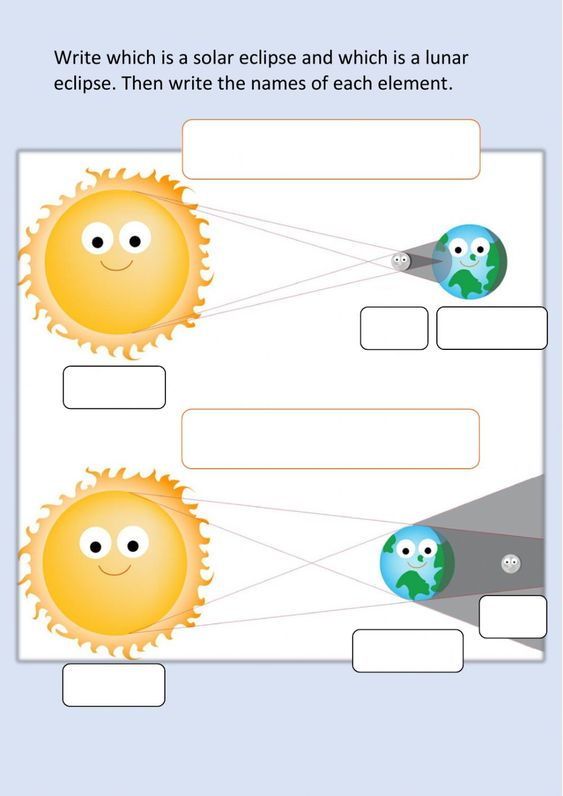 Write which is a solar eclipse and which is a lunar
eclipse. Then write the names of each element.